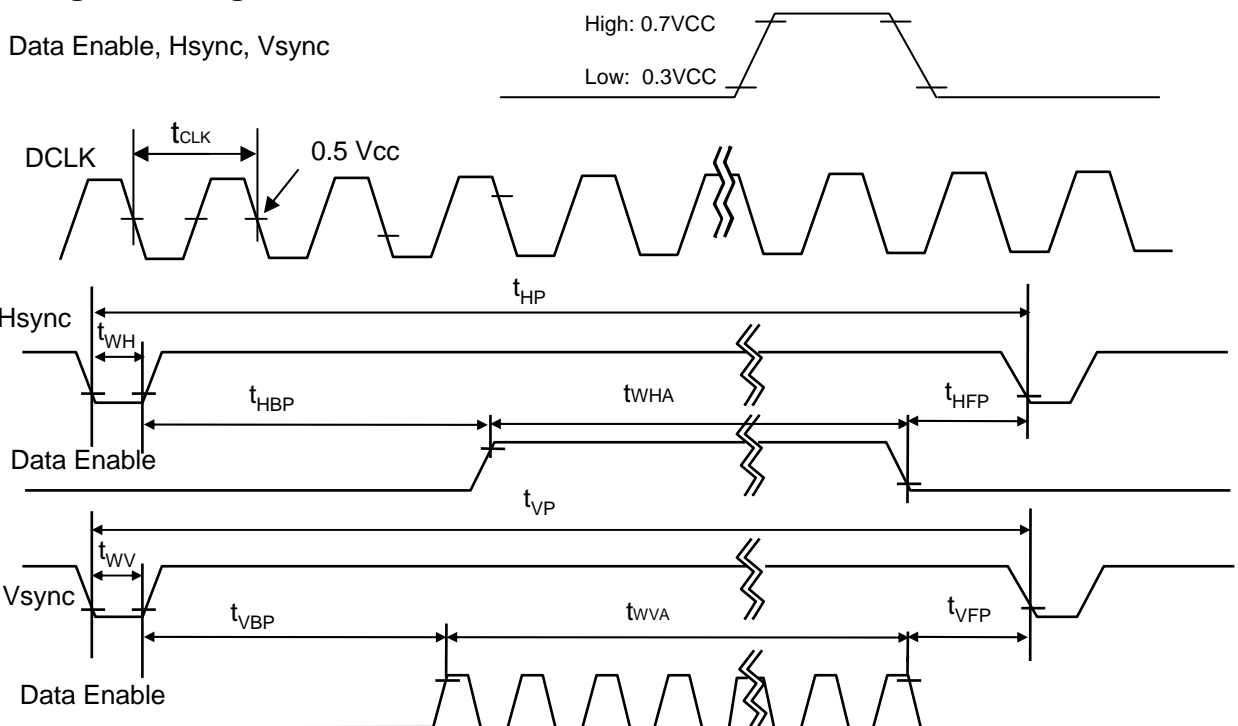 Data Enable, Hsync, Vsync
High: 0.7VCC
Low: 0.3VCC
DCLK
tCLK
0.5 Vcc
tHP
Hsync
tWH
tHBP
tWHA
tHFP
Data Enable
tVP
tWV
Vsync
tVBP
tWVA
tVFP
Data Enable